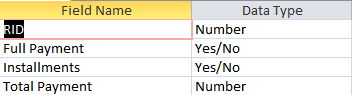 Field Name Data Type
RID Number
Full Payment Yes/No
Installments Yes/No
Total Payment Number